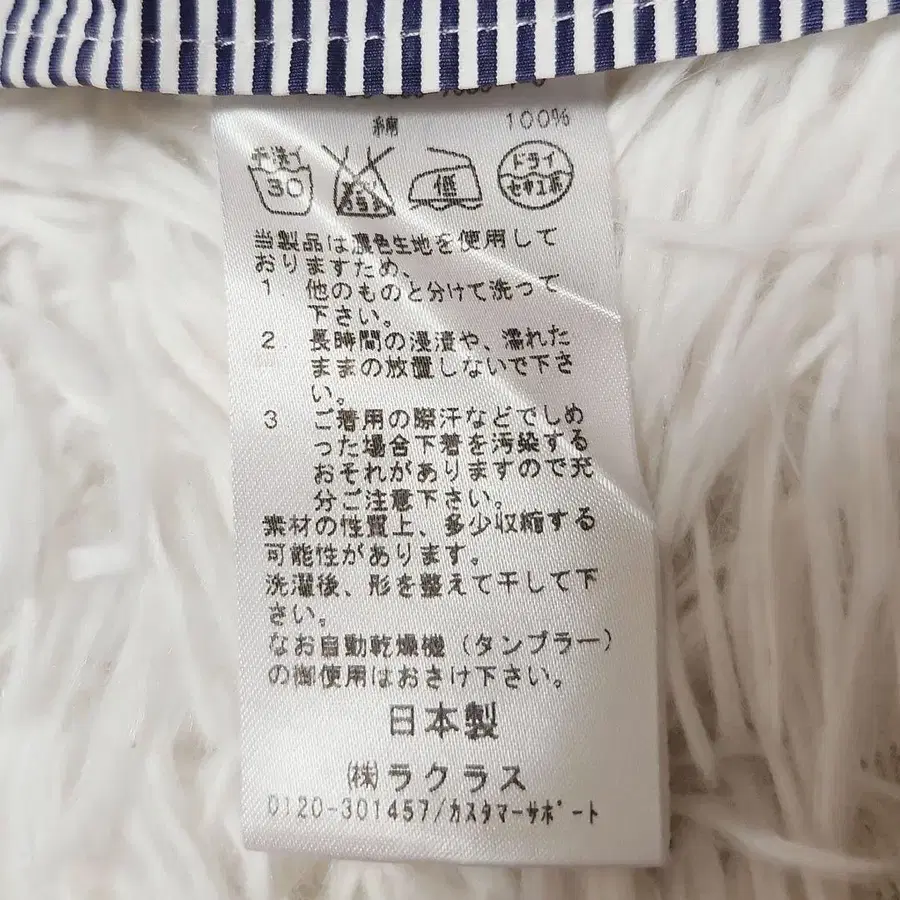 綿 100%
手洗イ
30
エンソ
サラシ
低
ドライ
セキユ系
当製品は濃色生地を使用して
おりますため、
1. 他のものと分けて洗って
下さい。
2. 長時間の浸漬や、濡れた
ままの放置しないで下さ
い。
3 ご着用の際汗などでしめ
った場合下着を汚染する
おそれがありますので充
分ご注意下さい。
素材の性質上、多少収縮する
可能性があります。
洗濯後、形を整えて干して下
さい。
なお自動乾燥機(タンブラー)
の御使用はおさけ下さい。
日本製
㈱ラクラス
0120-301457/カスタマーサポート